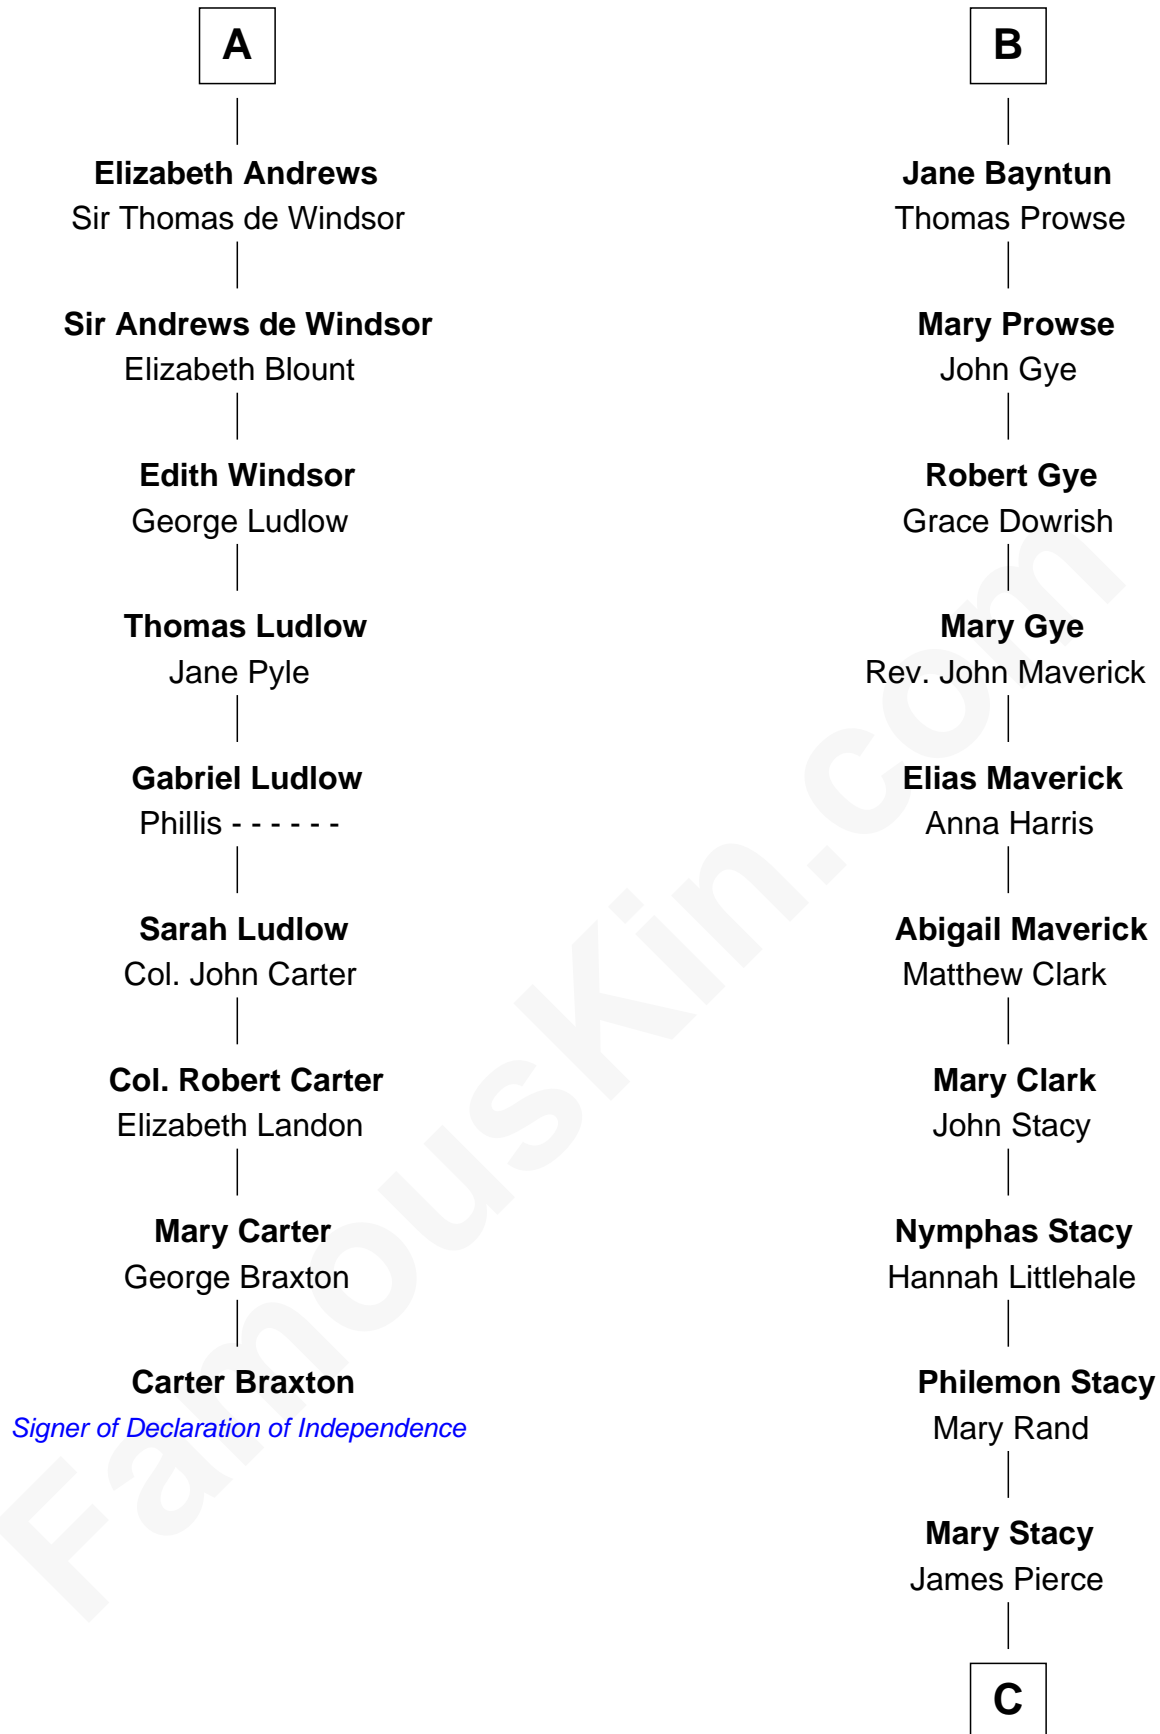 A
Elizabeth Andrews
Sir Thomas de Windsor
Sir Andrews de Windsor
Elizabeth Blount
Edith Windsor
George Ludlow
Thomas Ludlow
Jane Pyle
Gabriel Ludlow
Phillis - - - - - -
Sarah Ludlow
Col. John Carter
Col. Robert Carter
Elizabeth Landon
Mary Carter
George Braxton
Carter Braxton
Signer of Declaration of Independence
B
Jane Bayntun
Thomas Prowse
Mary Prowse
John Gye
Robert Gye
Grace Dowrish
Mary Gye
Rev. John Maverick
Elias Maverick
Anna Harris
Abigail Maverick
Matthew Clark
Mary Clark
John Stacy
Nymphas Stacy
Hannah Littlehale
Philemon Stacy
Mary Rand
Mary Stacy
James Pierce
C
FamousKin.com